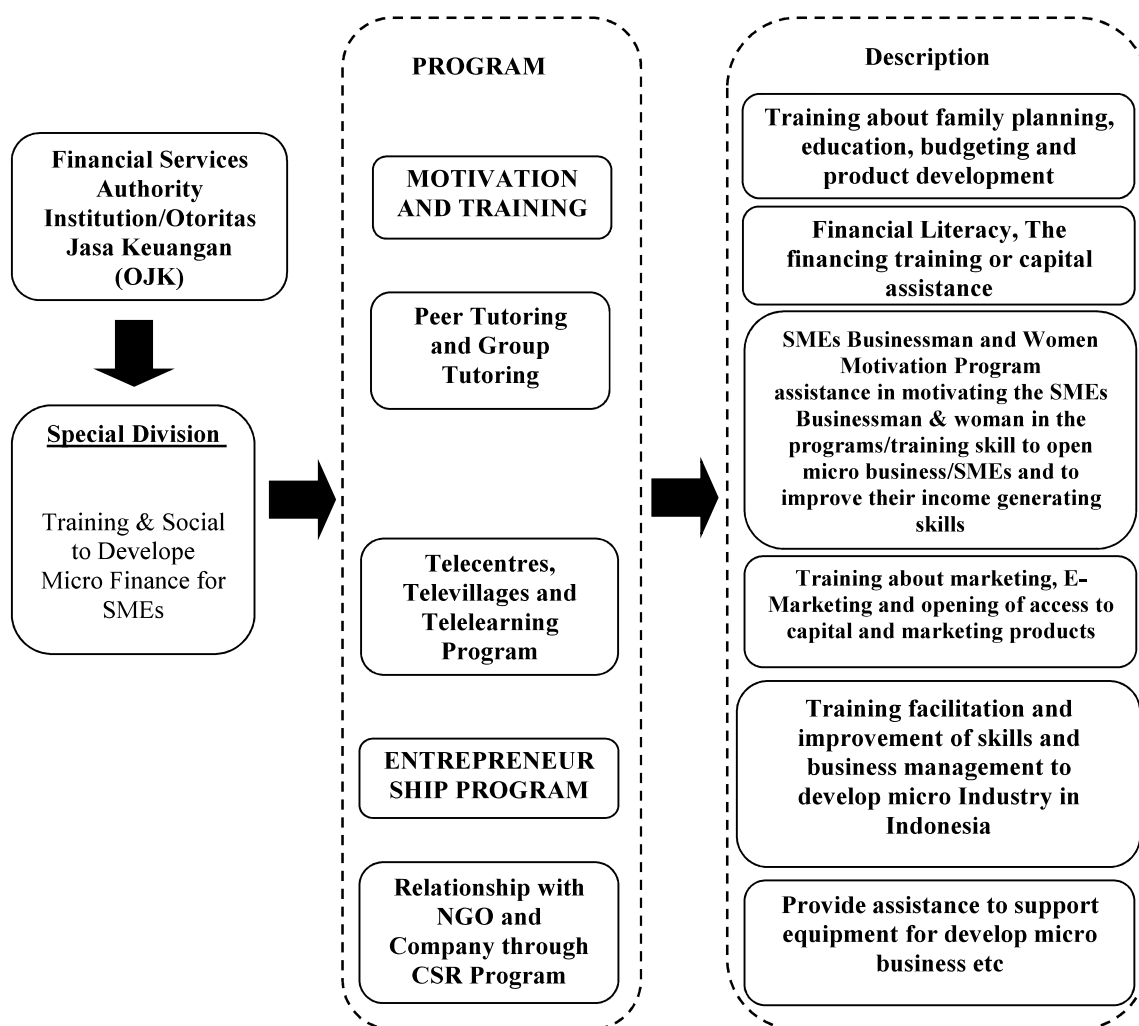 Financial Services
Authority
Institution/Otoritas
Jasa Keuangan
(OJK)
Special Division
Training & Social
to Develope
Micro Finance for
SMEs
PROGRAM
MOTIVATION
AND TRAINING
Peer Tutoring
and Group
Tutoring
Telecentres,
Televillages and
Telelearning
Program
ENTREPRENEUR
SHIP PROGRAM
Relationship with
NGO and
Company through
CSR Program
Description
Training about family planning,
education, budgeting and
product development
Financial Literacy, The
financing training or capital
assistance
SMEs Businessman and Women
Motivation Program
assistance in motivating the SMEs
Businessman & woman in the
programs/training skill to open
micro business/SMEs and to
improve their income generating
skills
Training about marketing, E-
Marketing and opening of access to
capital and marketing products
Training facilitation and
improvement of skills and
business management to
develop micro Industry in
Indonesia
Provide assistance to support
equipment for develop micro
business etc